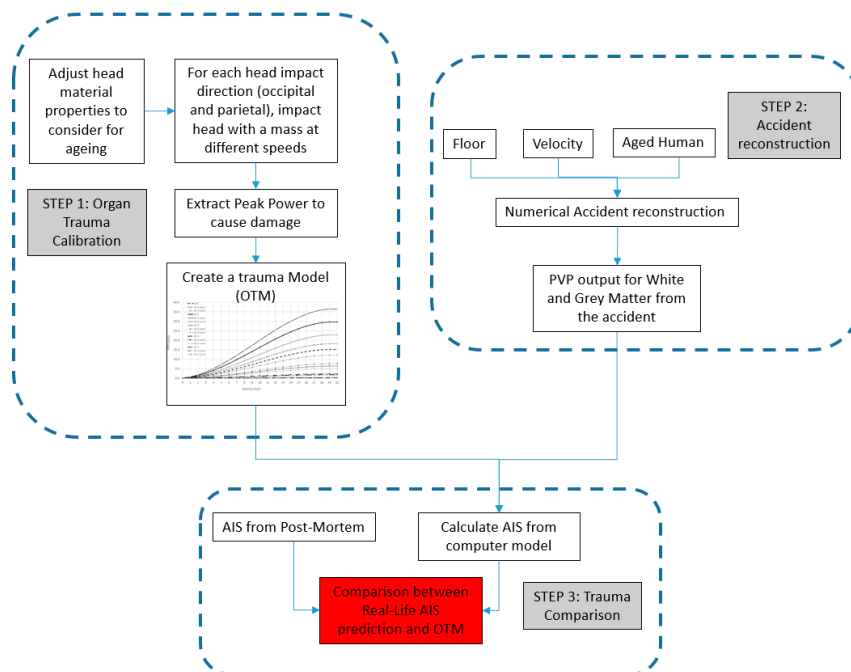 Adjust head
material
properties to
consider for
ageing
For each head impact
direction (occipital
and parietal), impact
head with a mass at
different speeds
STEP 1: Organ
Trauma
Calibration
Extract Peak Power to
cause damage
Create a trauma Model
(OTM)
STEP 2:
Accident
reconstruction
Floor
Velocity
Aged Human
Numerical Accident reconstruction
PVP output for White
and Grey Matter from
the accident
AIS from Post-Mortem
Calculate AIS from
computer model
Comparison between
Real-Life AIS
prediction and OTM
STEP 3: Trauma
Comparison